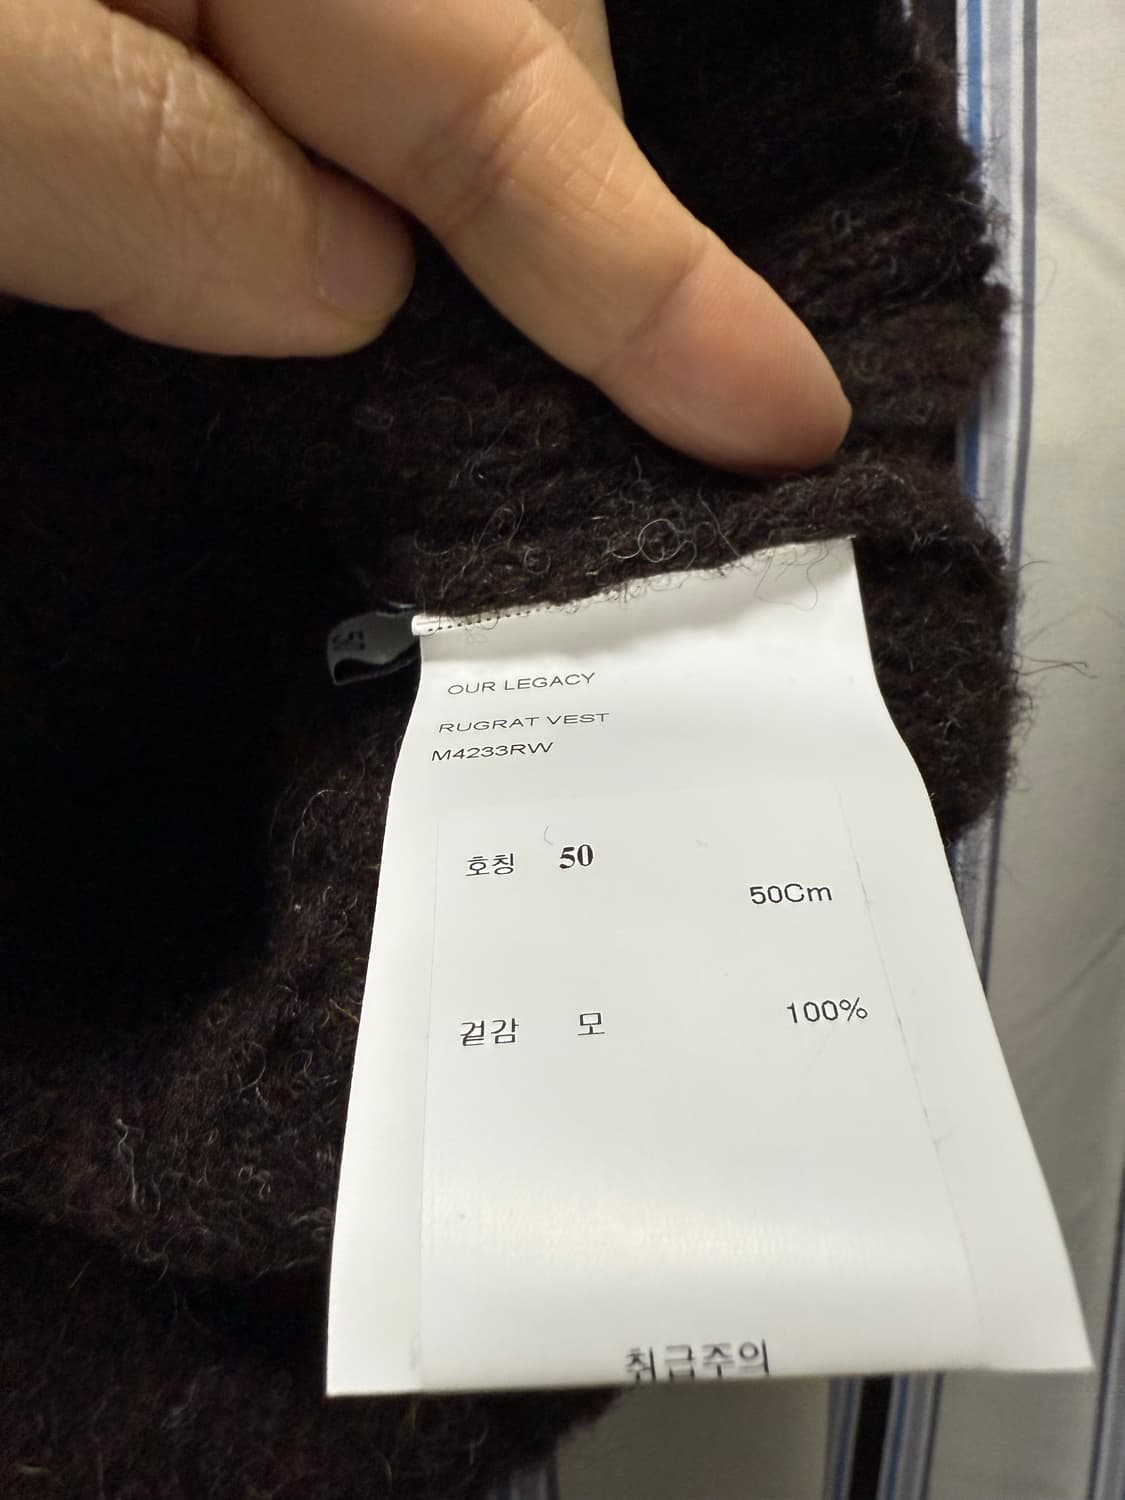 OUR LEGACY
RUGRAT VEST
M4233RW
호칭 50
50Cm
겉감 모 100%
취급주의